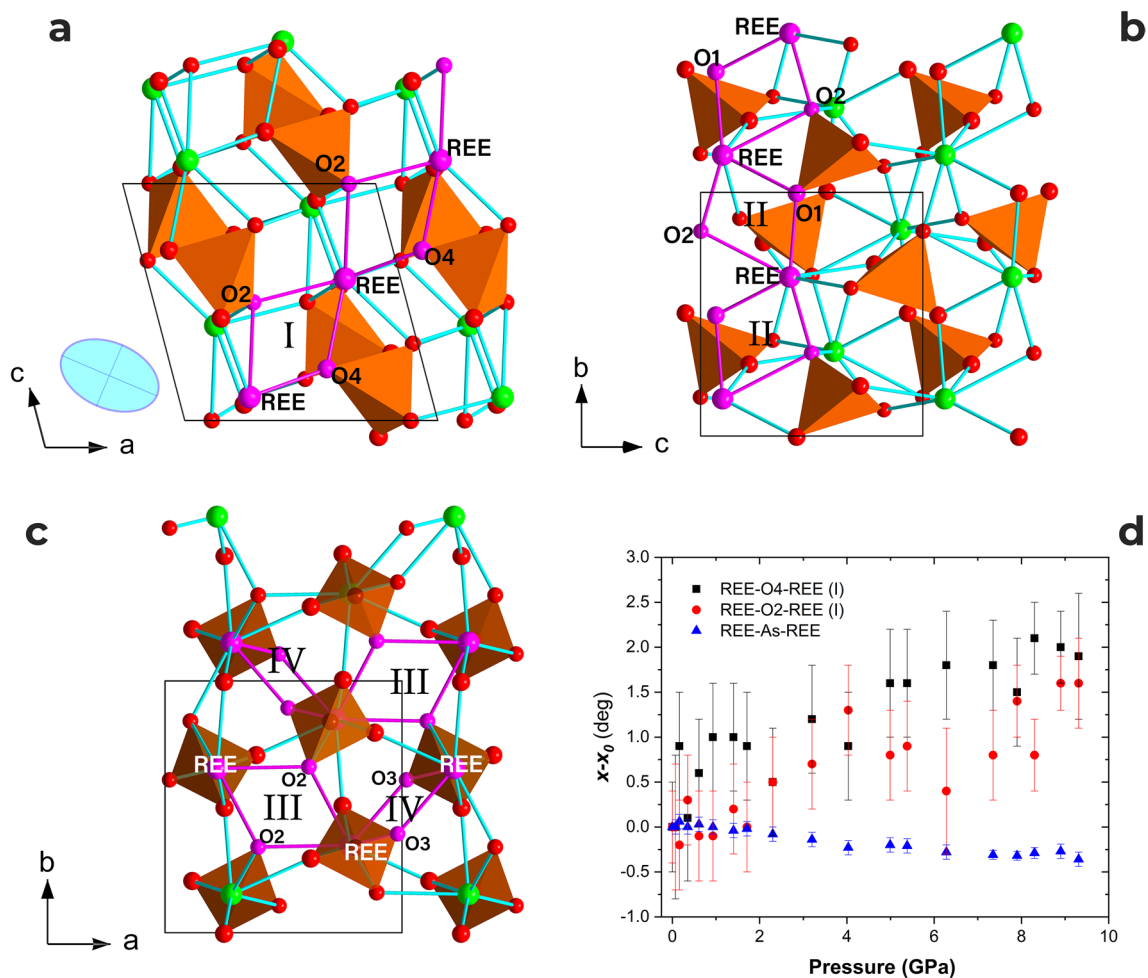 a
REE
O2
REE
O4
O2
I
REE
O4
REE
c
a
b
REE
O1
O2
REE
O1
II
O2
REE
II
b
c
c
IV
III
REE
O2
O3
REE
III
IV
O2
REE
O3
b
a
d
3.0
2.5
2.0
1.5
1.0
0.5
0.0
-0.5
-1.0
x-x0 (deg)
REE-O4-REE (I)
REE-O2-REE (I)
REE-As-REE
0 2 4 6 8 10
Pressure (GPa)